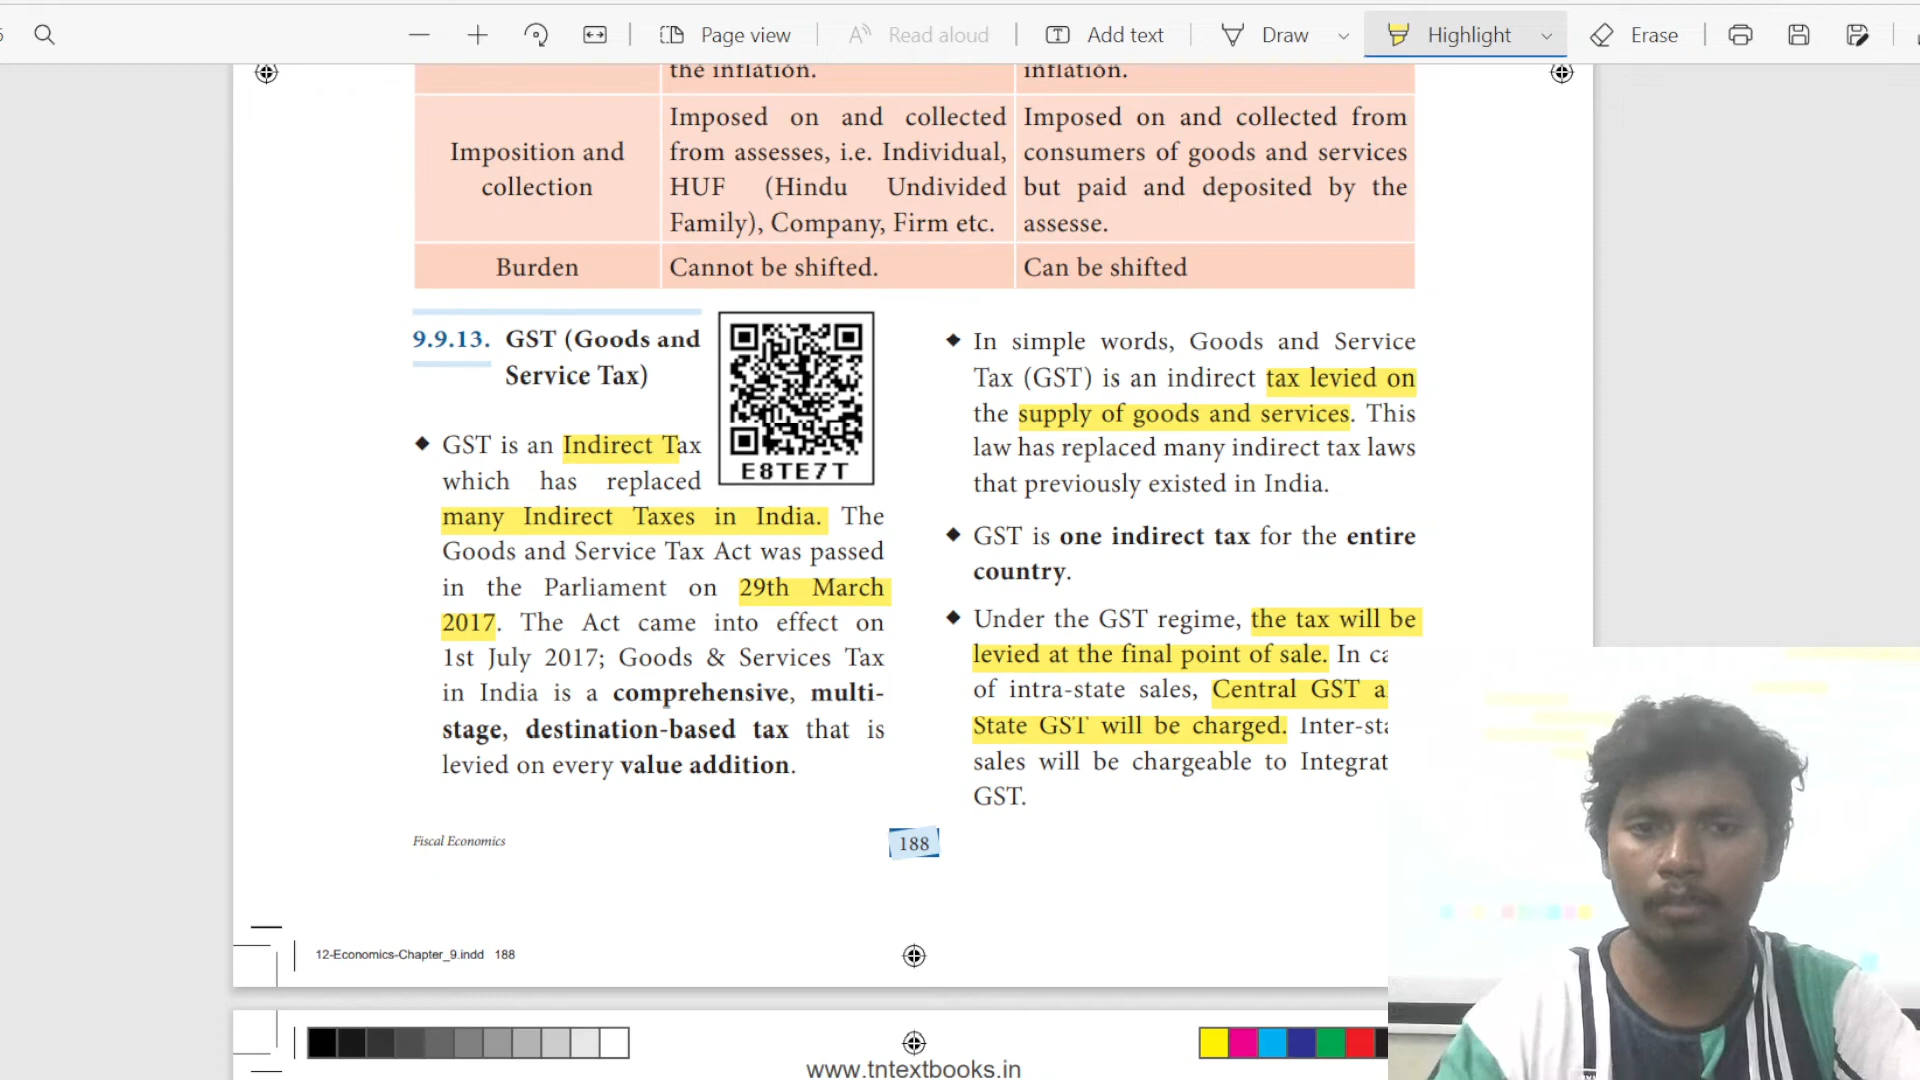 Page view
Read aloud
Add text
Draw
Highlight
Erase
the inflation.
inflation.
Imposition and
collection
Imposed on and collected
from assesses, i.e. Individual,
HUF (Hindu Undivided
Family), Company, Firm etc.
Imposed on and collected from
consumers of goods and services
but paid and deposited by the
assesse.
Burden
Cannot be shifted.
Can be shifted
9.9.13. GST (Goods and
Service Tax)
E8TE7T
◆ GST is an Indirect Tax
which has replaced
many Indirect Taxes in India. The
Goods and Service Tax Act was passed
in the Parliament on 29th March
2017. The Act came into effect on
1st July 2017; Goods & Services Tax
in India is a comprehensive, multi-
stage, destination-based tax that is
levied on every value addition.
◆ In simple words, Goods and Service
Tax (GST) is an indirect tax levied on
the supply of goods and services. This
law has replaced many indirect tax laws
that previously existed in India.
◆ GST is one indirect tax for the entire
country.
◆ Under the GST regime, the tax will be
levied at the final point of sale. In
of intra-state sales, Central GST
State GST will be charged.
sales will be chargeable to
GST.
Fiscal Economics
188
12-Economics-Chapter_9.indd 188
www.tntextbooks.in